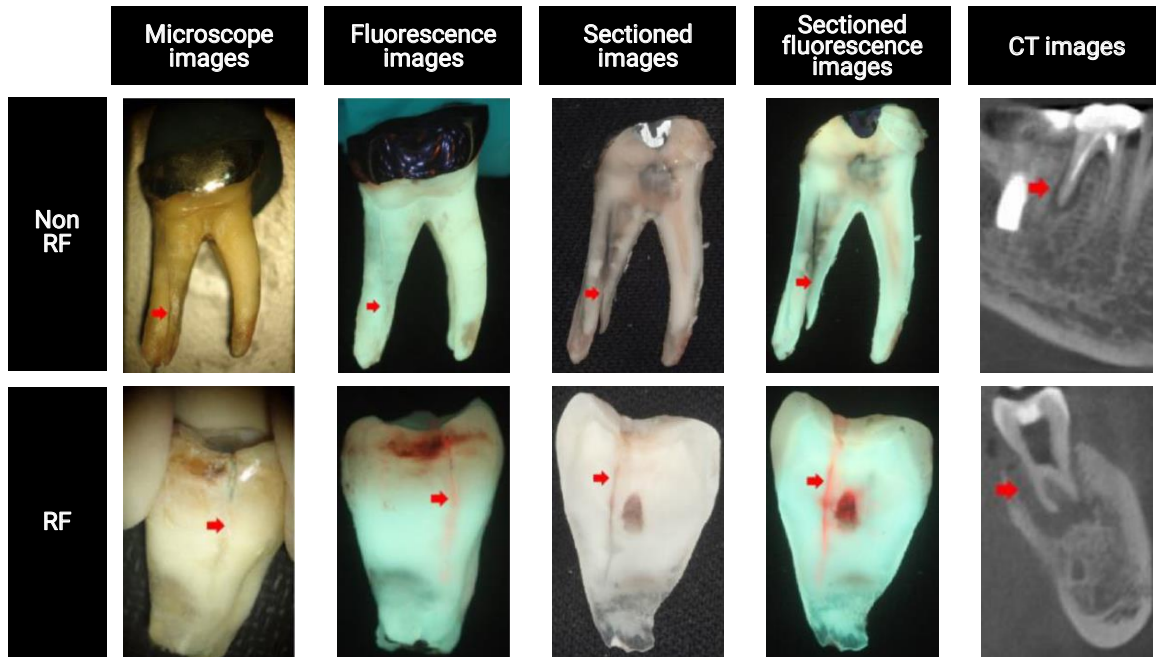 Microscope
images
Fluorescence
images
Sectioned
images
Sectioned
fluorescence
images
CT images
Non
RF
RF